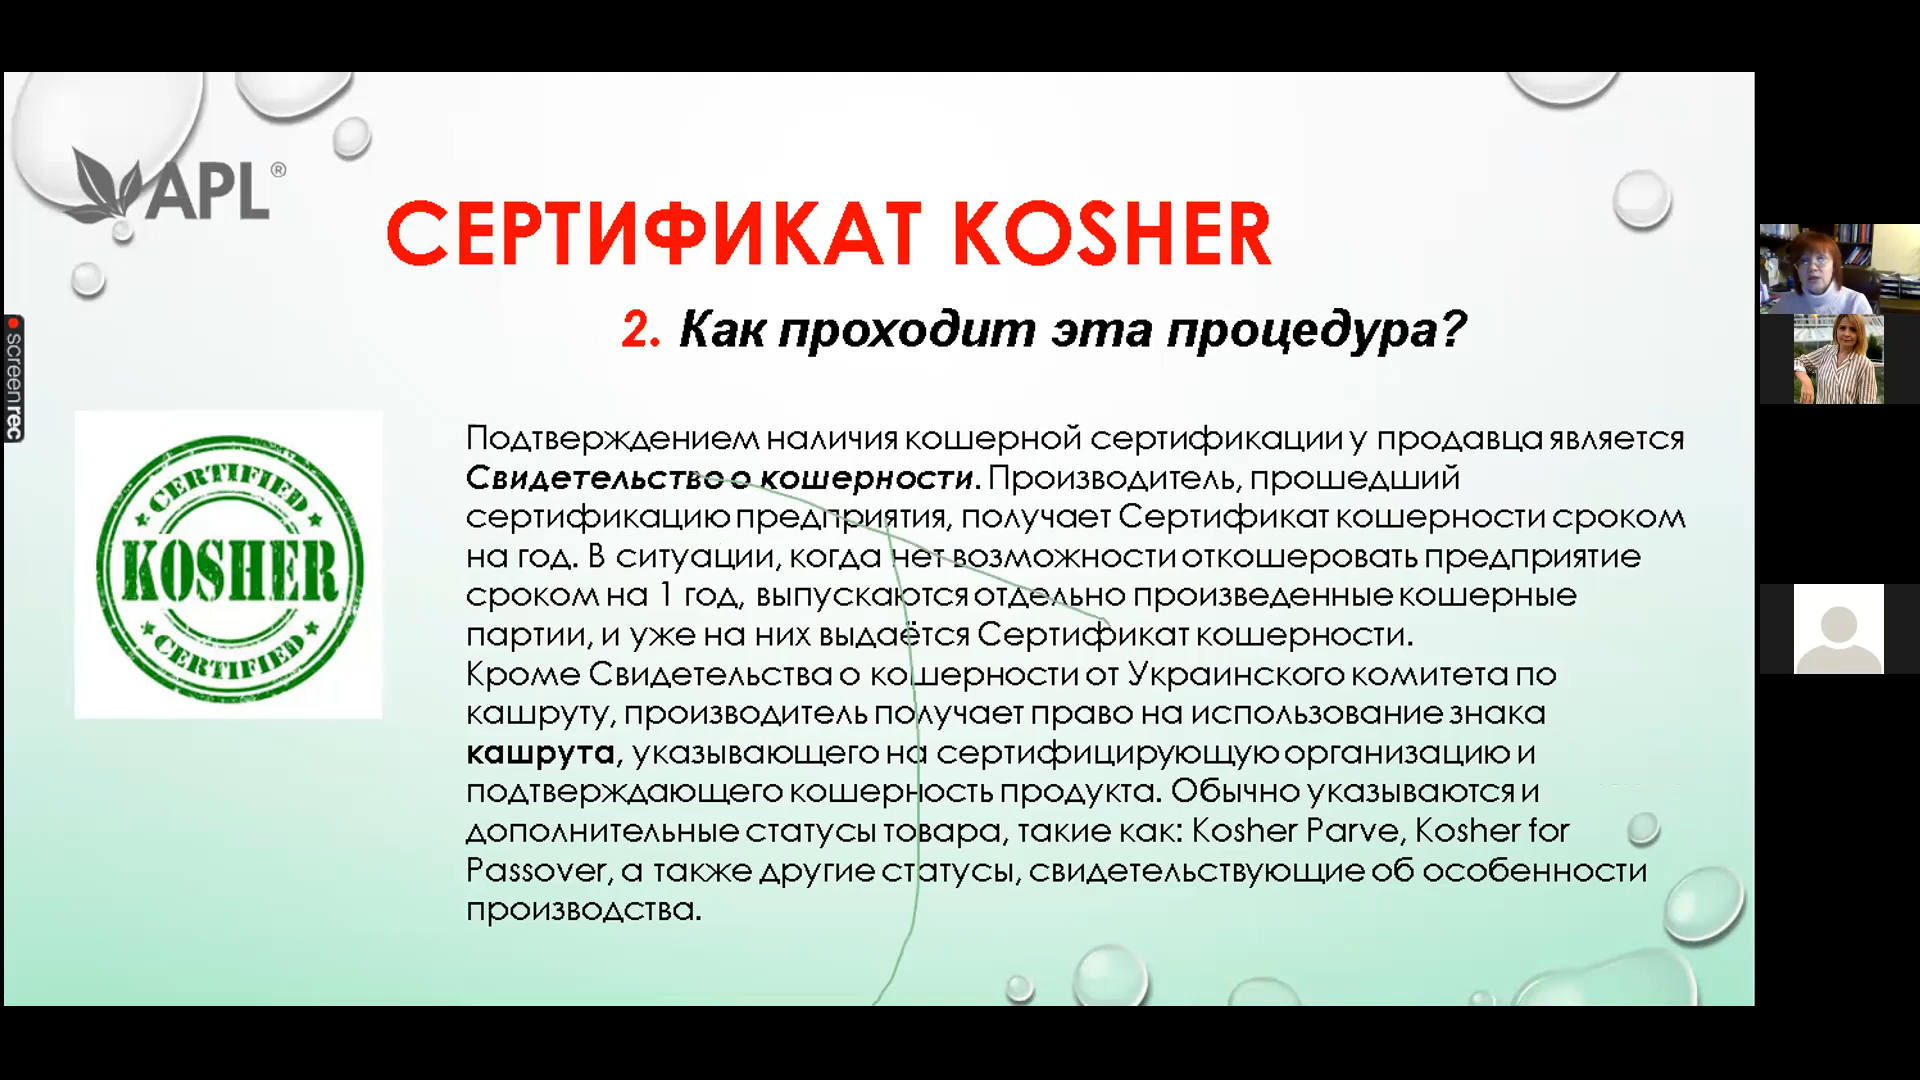 APL®
СЕРТИФИКАТ KOSHER
2. Как проходит эта процедура?
screenrec
CERTIFIED
KOSHER
CERTIFIED
Подтверждением наличия кошерной сертификации у продавца является
Свидетельство о кошерности. Производитель, прошедший
сертификацию предприятия, получает Сертификат кошерности сроком
на год. В ситуации, когда нет возможности откошеровать предприятие
сроком на 1 год, выпускаются отдельно произведенные кошерные
партии, и уже на них выдаётся Сертификат кошерности.
Кроме Свидетельства о кошерности от Украинского комитета по
кашруту, производитель получает право на использование знака
кашрута, указывающего на сертифицирующую организацию и
подтверждающего кошерность продукта. Обычно указываются и
дополнительные статусы товара, такие как: Kosher Parve, Kosher for
Passover, а также другие статусы, свидетельствующие об особенности
производства.